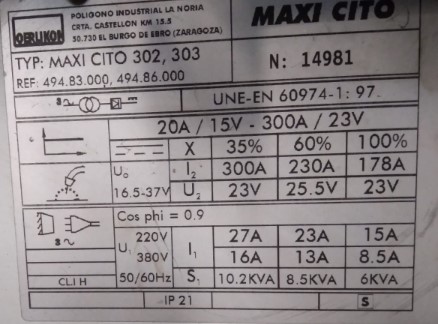 OERLIKON
POLIGONO INDUSTRIAL LA NORIA
CRTA. CASTELLON KM 15.5
50.730 EL BURGO DE EBRO (ZARAGOZA)
MAXI CITO
TYP: MAXI CITO 302, 303
REF: 494.83.000, 494.86.000
N: 14981
3~
UNE-EN 60974-1: 97
20A / 15V - 300A / 23V
X 35% 60% 100%
U₀ I₂ 300A 230A 178A
16.5-37V U₂ 23V 25.5V 23V
3~
Cos phi = 0.9
U₁ 220V I₁ 27A 23A 15A
380V 16A 13A 8.5A
CLI H 50/60Hz S₁ 10.2KVA 8.5KVA 6KVA
IP 21 S